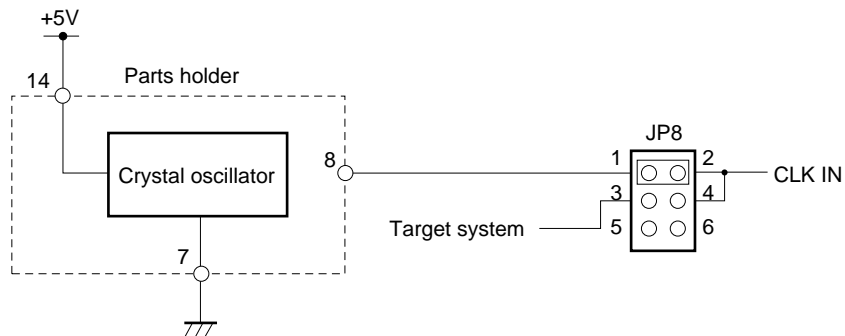 +5V
14
Parts holder
JP8
8
1
2
Crystal oscillator
CLK IN
3
4
Target system
5
6
7